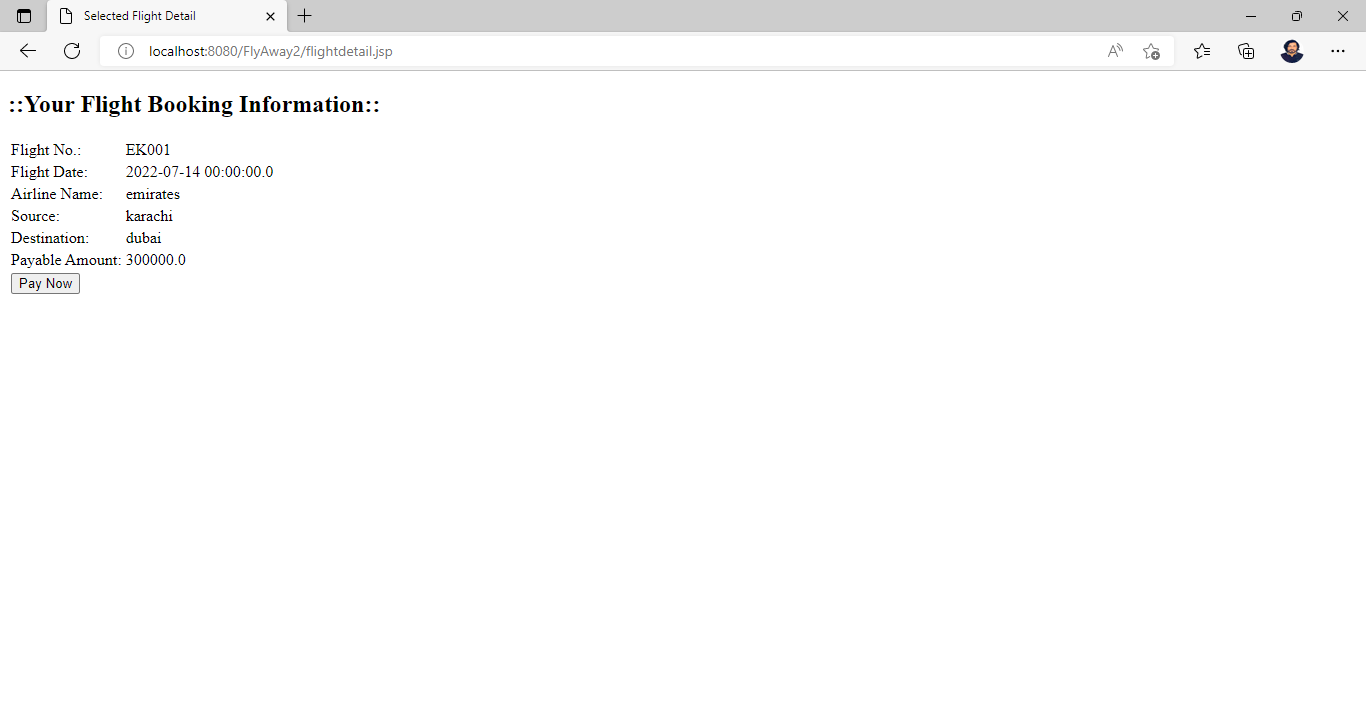 Selected Flight Detail
localhost:8080/FlyAway2/flightdetail.jsp
::Your Flight Booking Information::
Flight No.: EK001
Flight Date: 2022-07-14 00:00:00.0
Airline Name: emirates
Source: karachi
Destination: dubai
Payable Amount: 300000.0
Pay Now